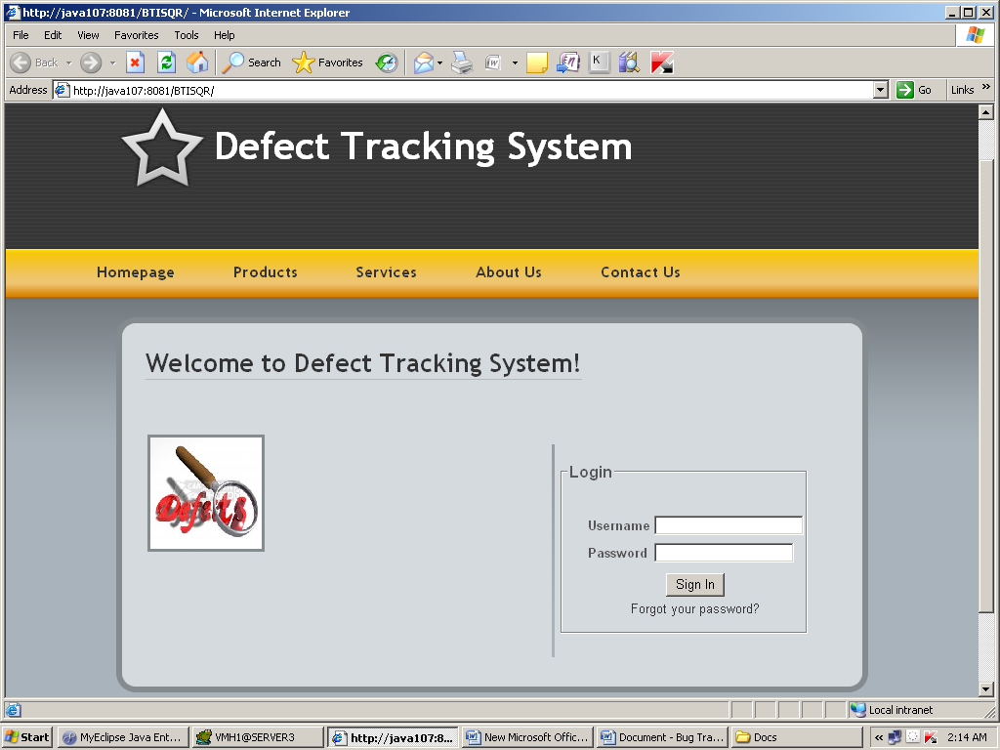 http://java107:8081/BTISQR/ - Microsoft Internet Explorer
File Edit View Favorites Tools Help
Back Search Favorites W K
Address http://java107:8081/BTISQR/ Go Links »
Defect Tracking System
Homepage Products Services About Us Contact Us
Welcome to Defect Tracking System!
Defects
Login
Username
Password
Sign In
Forgot your password?
Local intranet
Start MyEclipse Java Ent... VMH1@SERVER3 http://java107:8... New Microsoft Offic... Document - Bug Tra... Docs « 2:14 AM